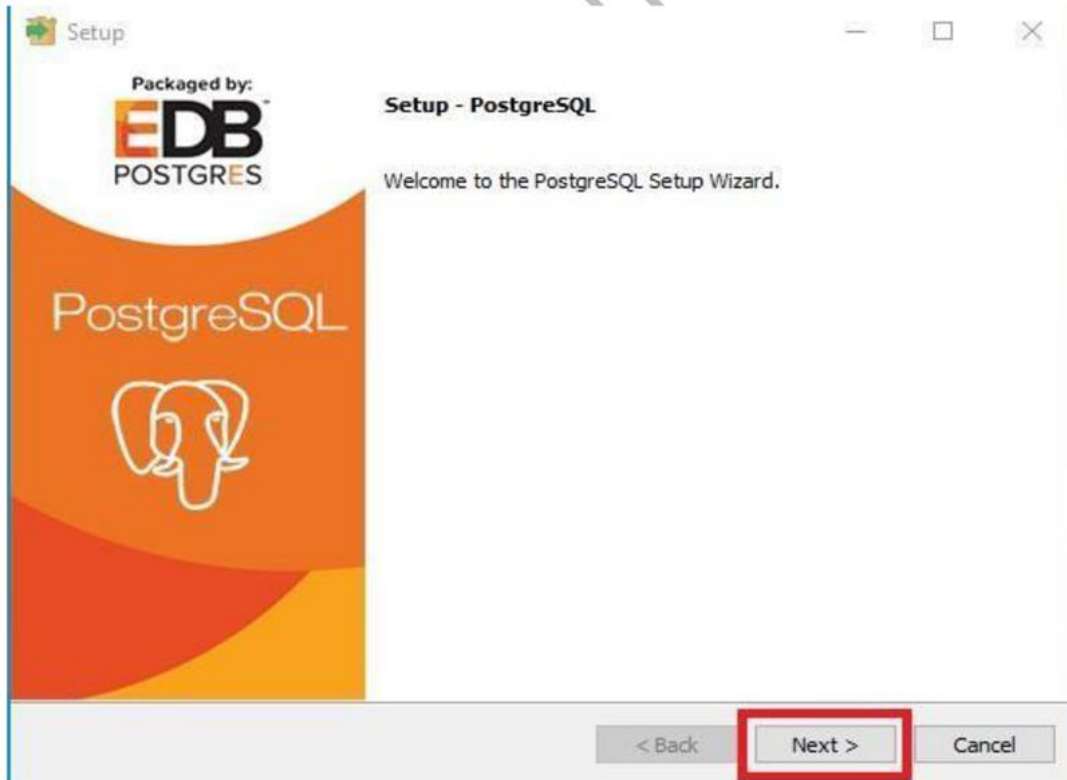 Setup
Packaged by:
EDB
POSTGRES
Setup - PostgreSQL
Welcome to the PostgreSQL Setup Wizard.
PostgreSQL
< Back
Next >
Cancel